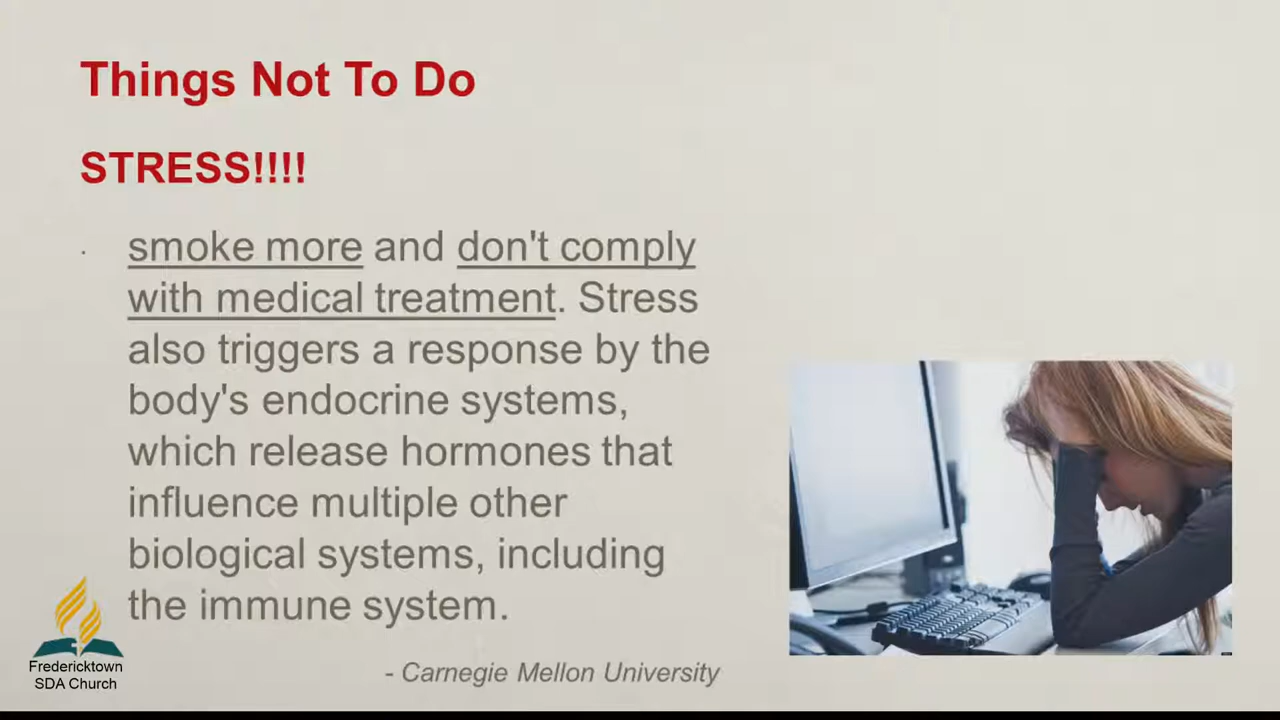 Things Not To Do
STRESS!!!!
· smoke more and don't comply
with medical treatment. Stress
also triggers a response by the
body's endocrine systems,
which release hormones that
influence multiple other
biological systems, including
the immune system.
- Carnegie Mellon University
Fredericktown
SDA Church